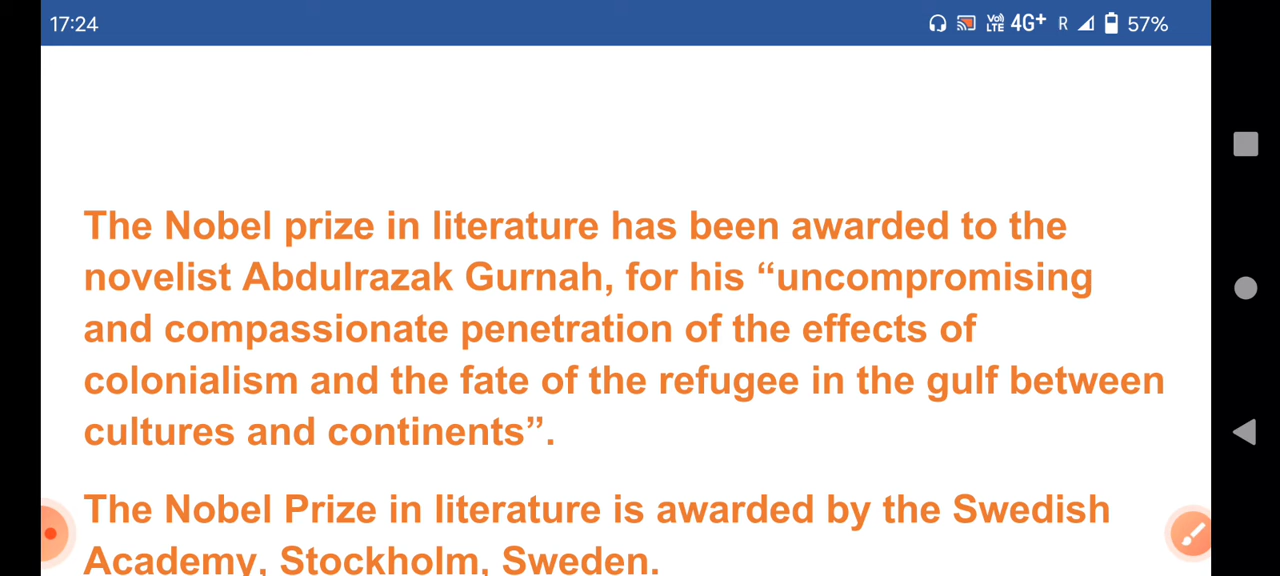 17:24
Vo) LTE 4G+ R 57%
The Nobel prize in literature has been awarded to the
novelist Abdulrazak Gurnah, for his “uncompromising
and compassionate penetration of the effects of
colonialism and the fate of the refugee in the gulf between
cultures and continents”.
The Nobel Prize in literature is awarded by the Swedish
Academy, Stockholm, Sweden.